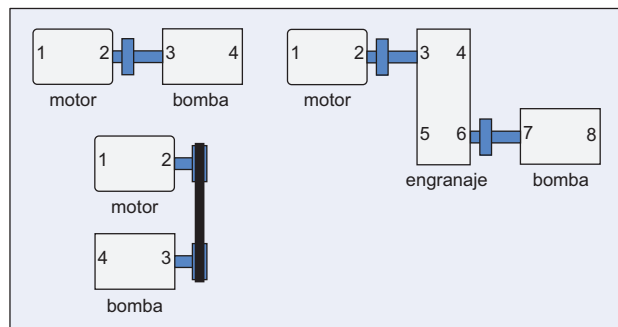 1 2 3 4
motor bomba
1 2 3 4
5 6 7 8
motor
engranaje bomba
1 2
motor
4 3
bomba